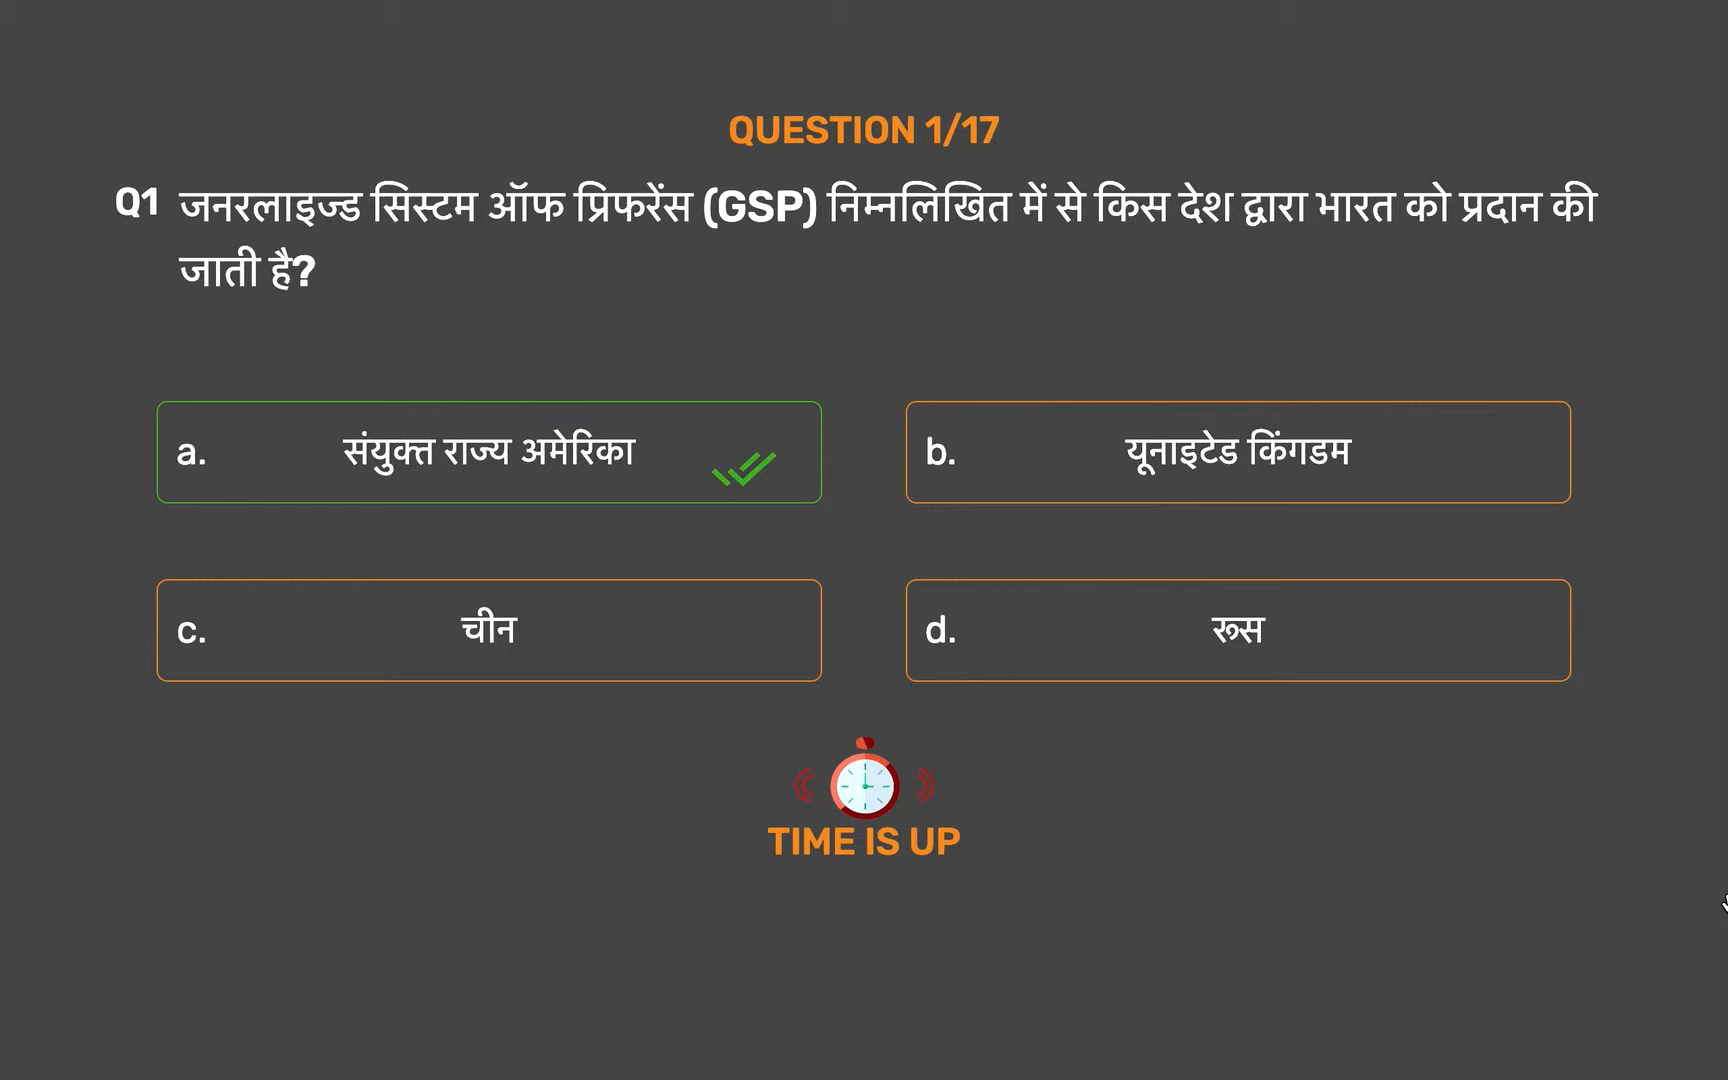 QUESTION 1/17
Q1 जनरलाइज्ड सिस्टम ऑफ प्रिफरेंस (GSP) निम्नलिखित में से किस देश द्वारा भारत को प्रदान की
जाती है?
a. संयुक्त राज्य अमेरिका
b. यूनाइटेड किंगडम
c. चीन
d. रूस
TIME IS UP